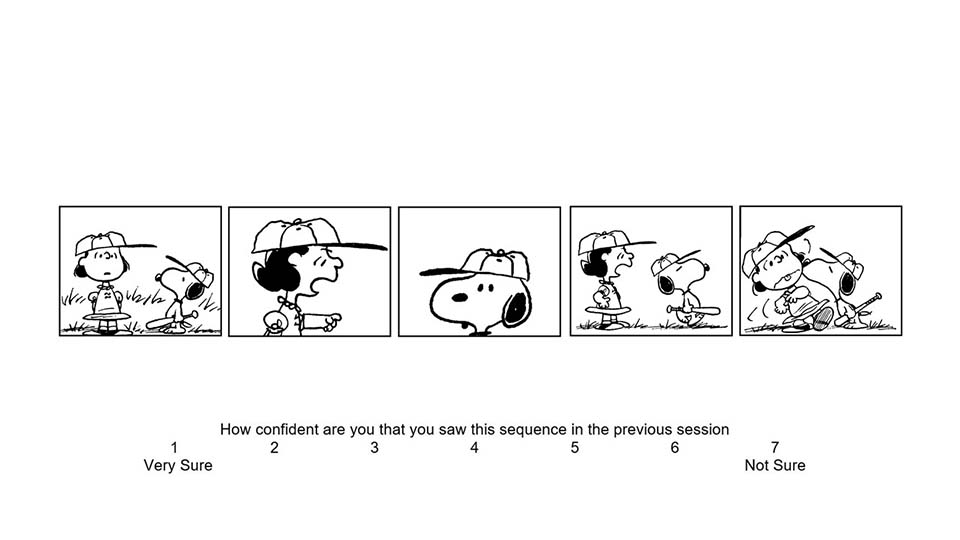 How confident are you that you saw this sequence in the previous session
1 2 3 4 5 6 7
Very Sure Not Sure